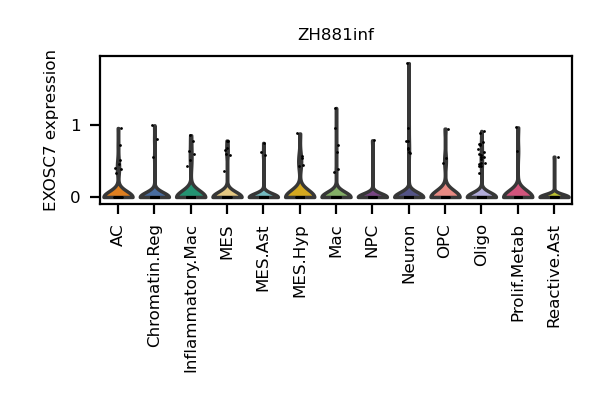 ZH881inf
EXOSC7 expression
1
0
AC
Chromatin.Reg
Inflammatory.Mac
MES
MES.Ast
MES.Hyp
Mac
NPC
Neuron
OPC
Oligo
Prolif.Metab
Reactive.Ast